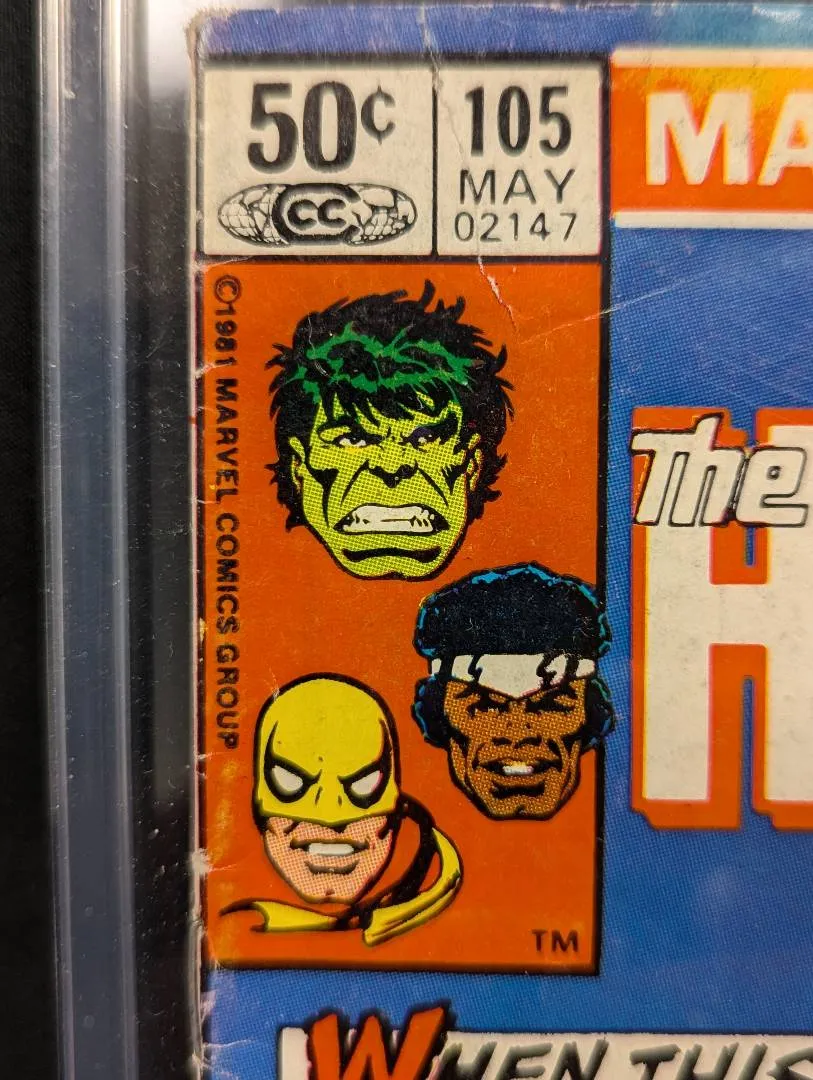 50¢
CC
105
MAY
02147
MA
©1981 MARVEL COMICS GROUP
The
H
TM
WHEN THIS